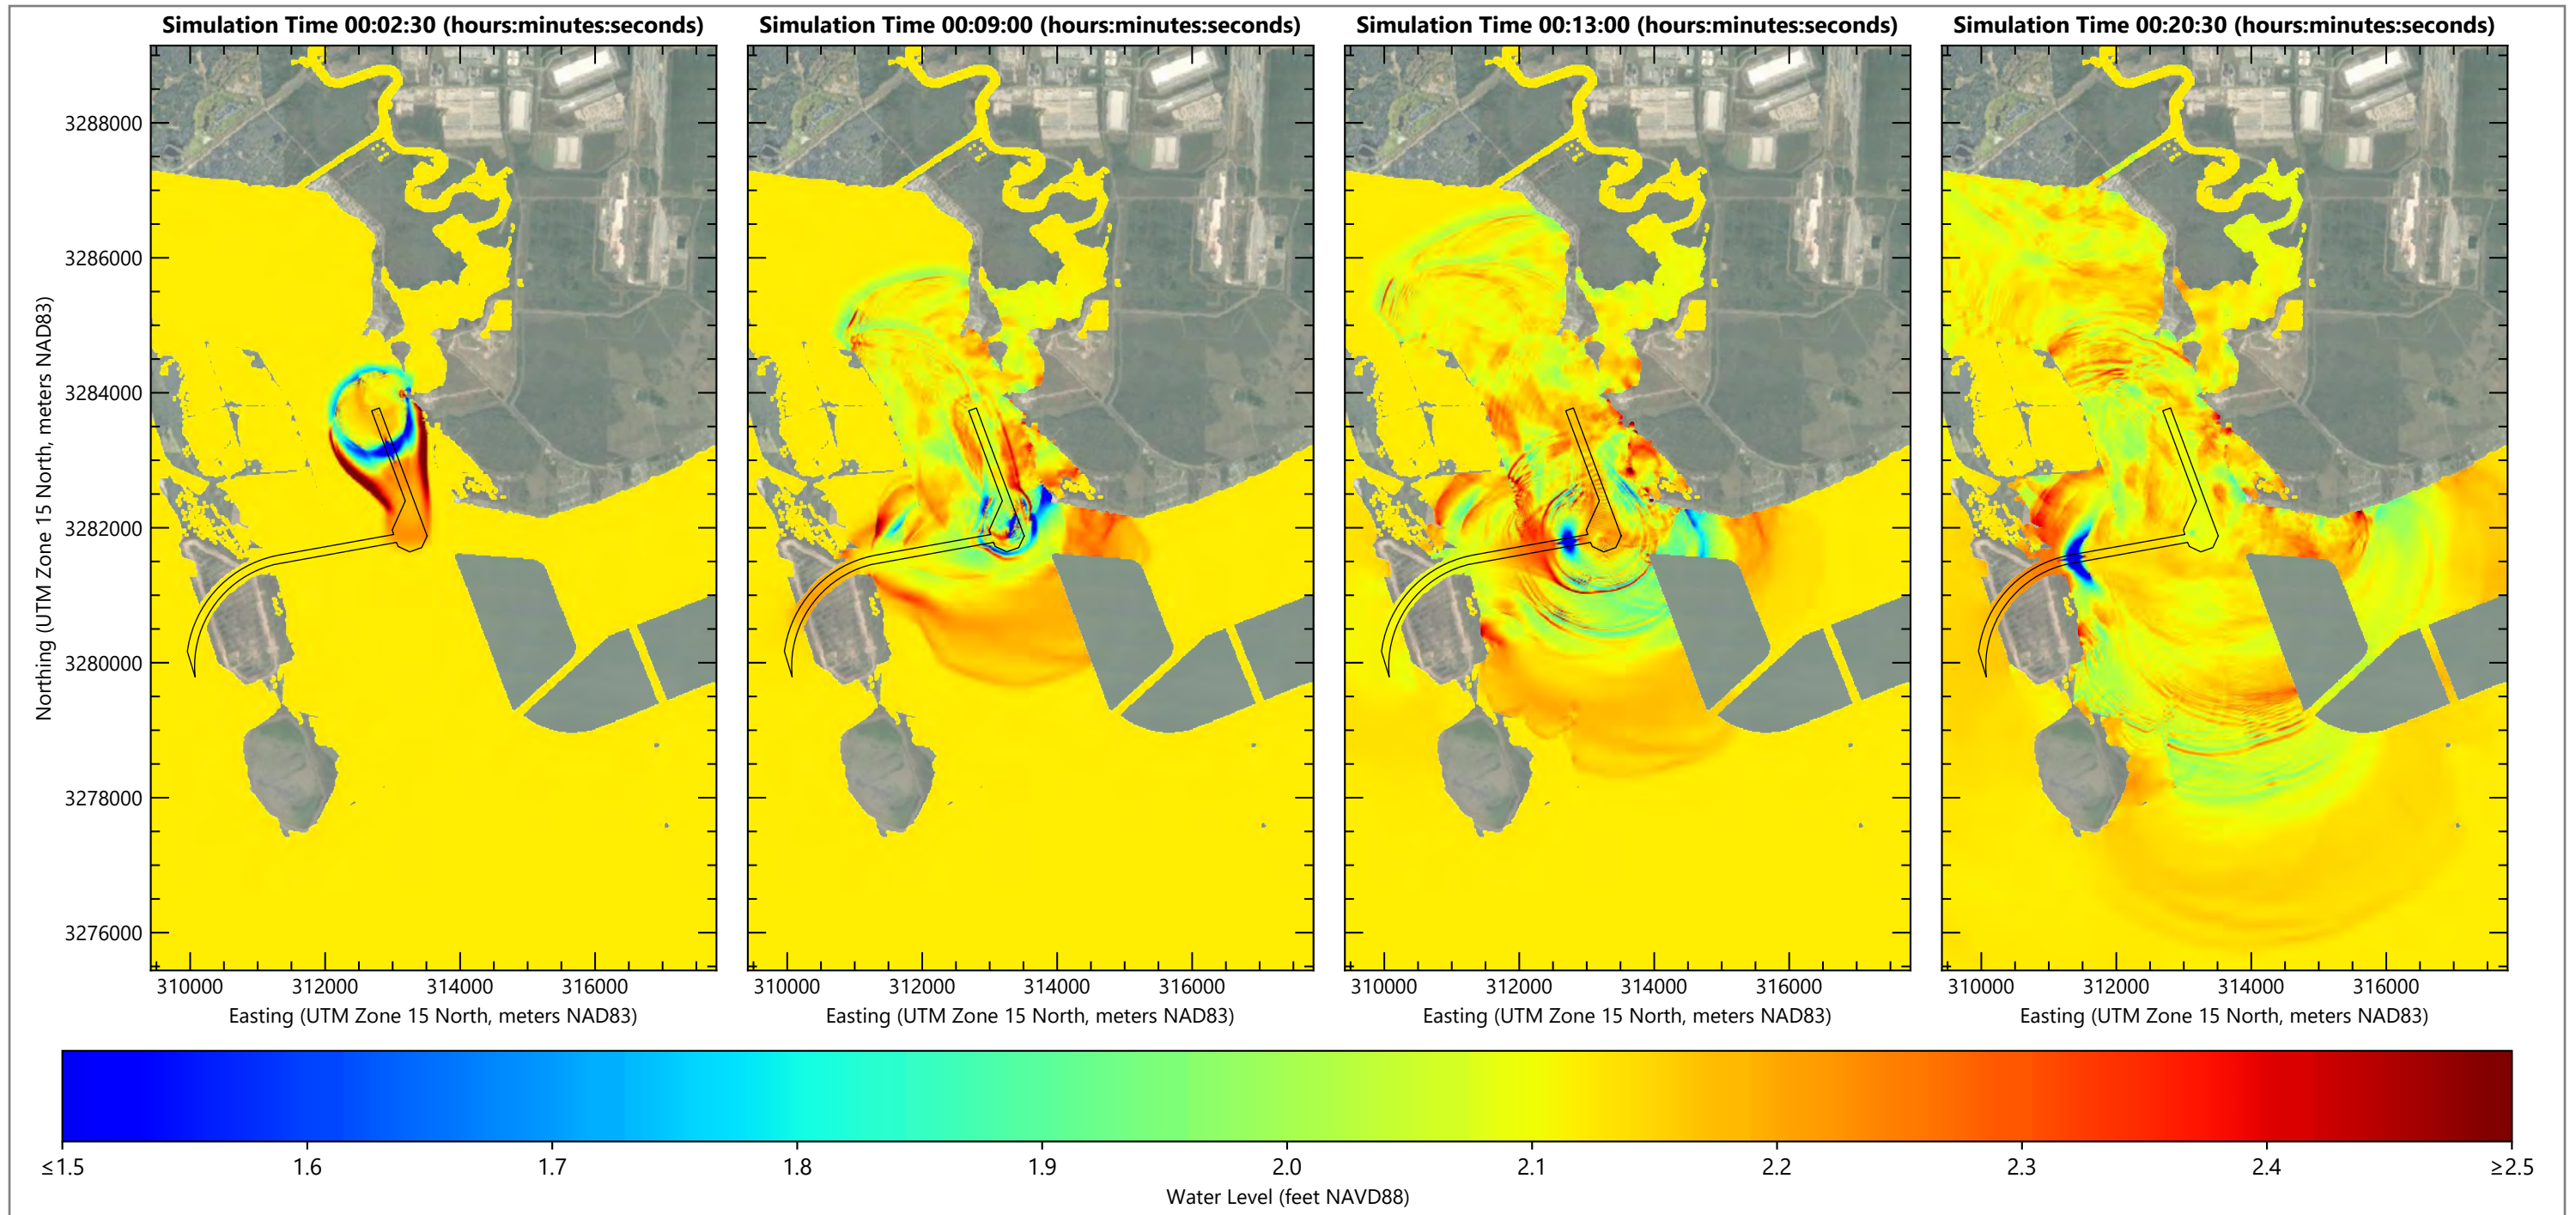 Simulation Time 00:02:30 (hours:minutes:seconds)
Simulation Time 00:09:00 (hours:minutes:seconds)
Simulation Time 00:13:00 (hours:minutes:seconds)
Simulation Time 00:20:30 (hours:minutes:seconds)
Northing (UTM Zone 15 North, meters NAD83)
3288000
3286000
3284000
3282000
3280000
3278000
3276000
310000 312000 314000 316000
310000 312000 314000 316000
310000 312000 314000 316000
310000 312000 314000 316000
Easting (UTM Zone 15 North, meters NAD83)
Easting (UTM Zone 15 North, meters NAD83)
Easting (UTM Zone 15 North, meters NAD83)
Easting (UTM Zone 15 North, meters NAD83)
≤1.5 1.6 1.7 1.8 1.9 2.0 2.1 2.2 2.3 2.4 ≥2.5
Water Level (feet NAVD88)